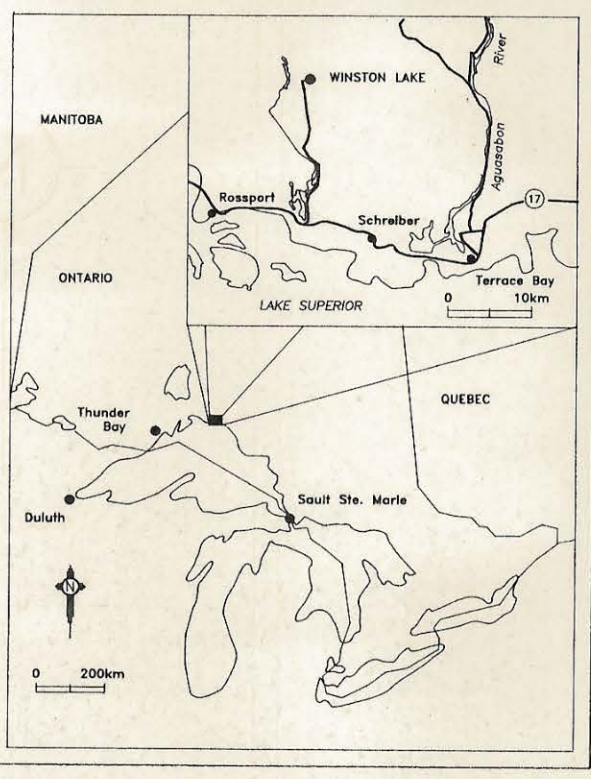 MANITOBA
WINSTON LAKE
River
Aguasabon
17
Rossport
Schreiber
Terrace Bay
0 10km
LAKE SUPERIOR
ONTARIO
QUEBEC
Thunder
Bay
Sault Ste. Marie
Duluth
N
0 200km